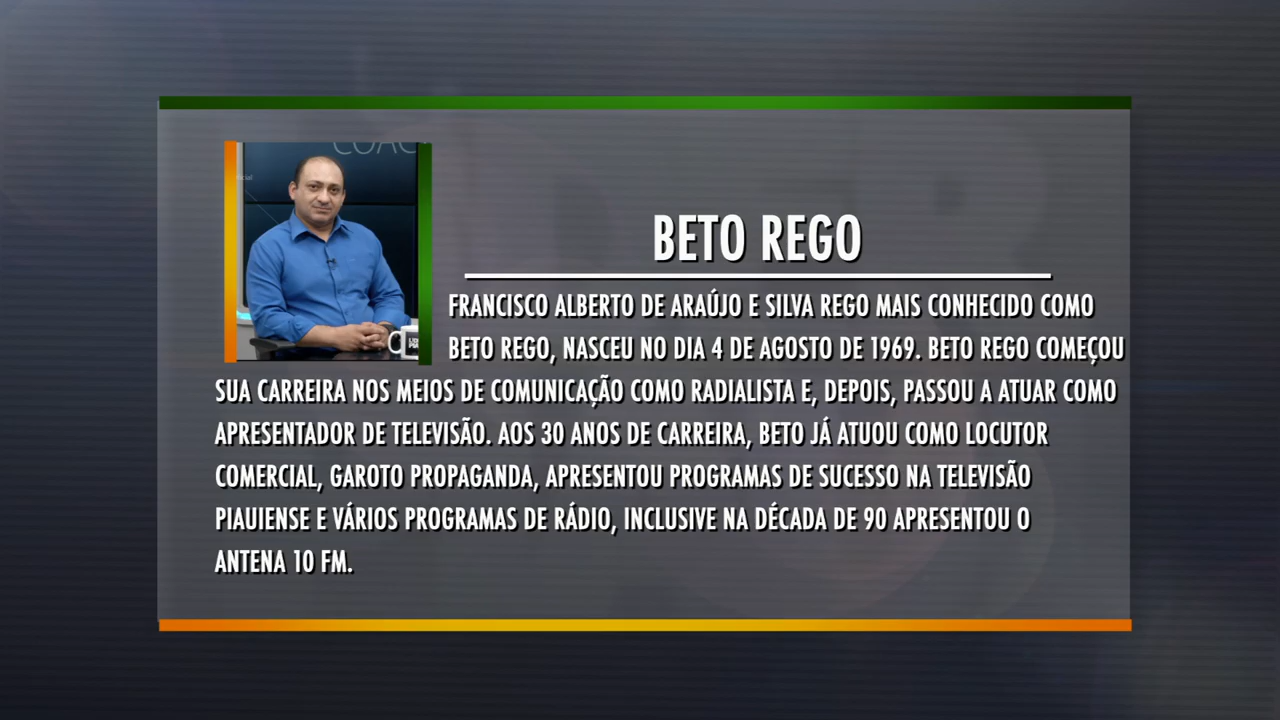 COAC
BETO REGO
FRANCISCO ALBERTO DE ARAÚJO E SILVA REGO MAIS CONHECIDO COMO
BETO REGO, NASCEU NO DIA 4 DE AGOSTO DE 1969. BETO REGO COMEÇOU
SUA CARREIRA NOS MEIOS DE COMUNICAÇÃO COMO RADIALISTA E, DEPOIS, PASSOU A ATUAR COMO
APRESENTADOR DE TELEVISÃO. AOS 30 ANOS DE CARREIRA, BETO JÁ ATUOU COMO LOCUTOR
COMERCIAL, GAROTO PROPAGANDA, APRESENTOU PROGRAMAS DE SUCESSO NA TELEVISÃO
PIAUIENSE E VÁRIOS PROGRAMAS DE RÁDIO, INCLUSIVE NA DÉCADA DE 90 APRESENTOU O
ANTENA 10 FM.